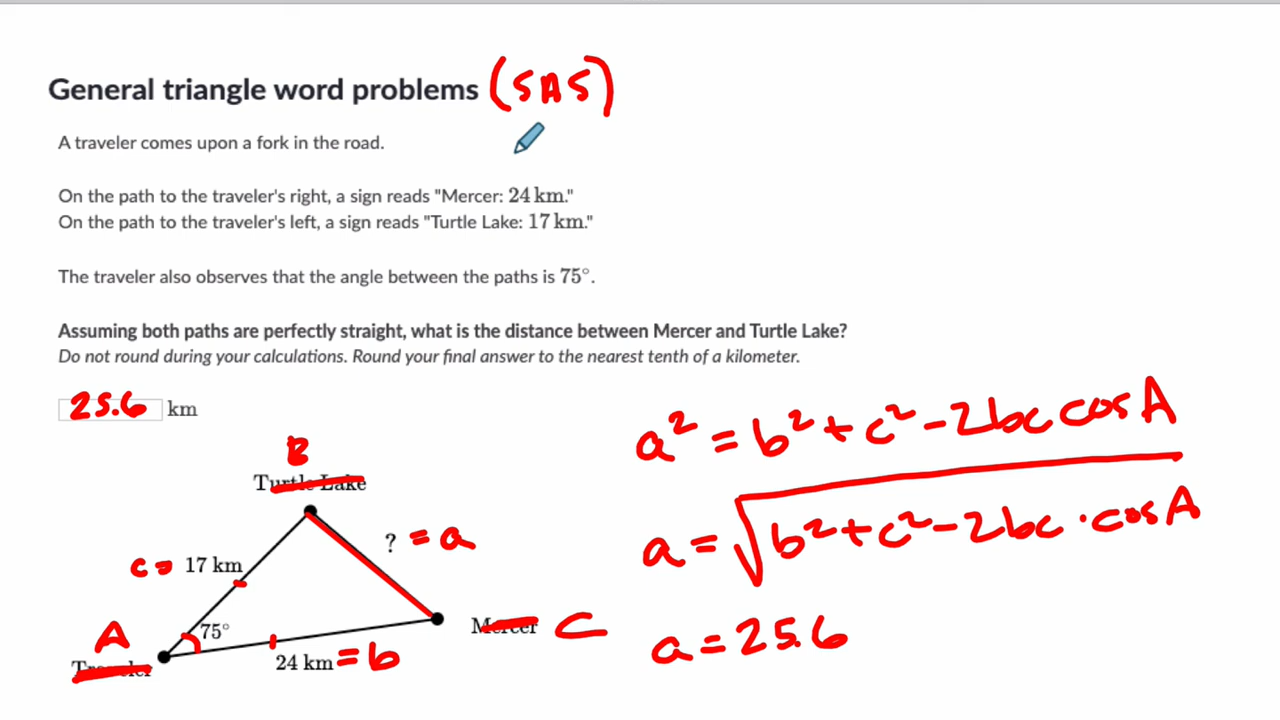 General triangle word problems (SAS)
A traveler comes upon a fork in the road.
On the path to the traveler's right, a sign reads "Mercer: 24 km."
On the path to the traveler's left, a sign reads "Turtle Lake: 17 km."
The traveler also observes that the angle between the paths is 75°.
Assuming both paths are perfectly straight, what is the distance between Mercer and Turtle Lake?
Do not round during your calculations. Round your final answer to the nearest tenth of a kilometer.
25.6 km
a² = b² + c² - 2bc cos A
B
Turtle Lake
? = a
a = √b² + c² - 2bc · cos A
c = 17 km
75°
A
Traveler
24 km = b
Mercer C
a = 25.6